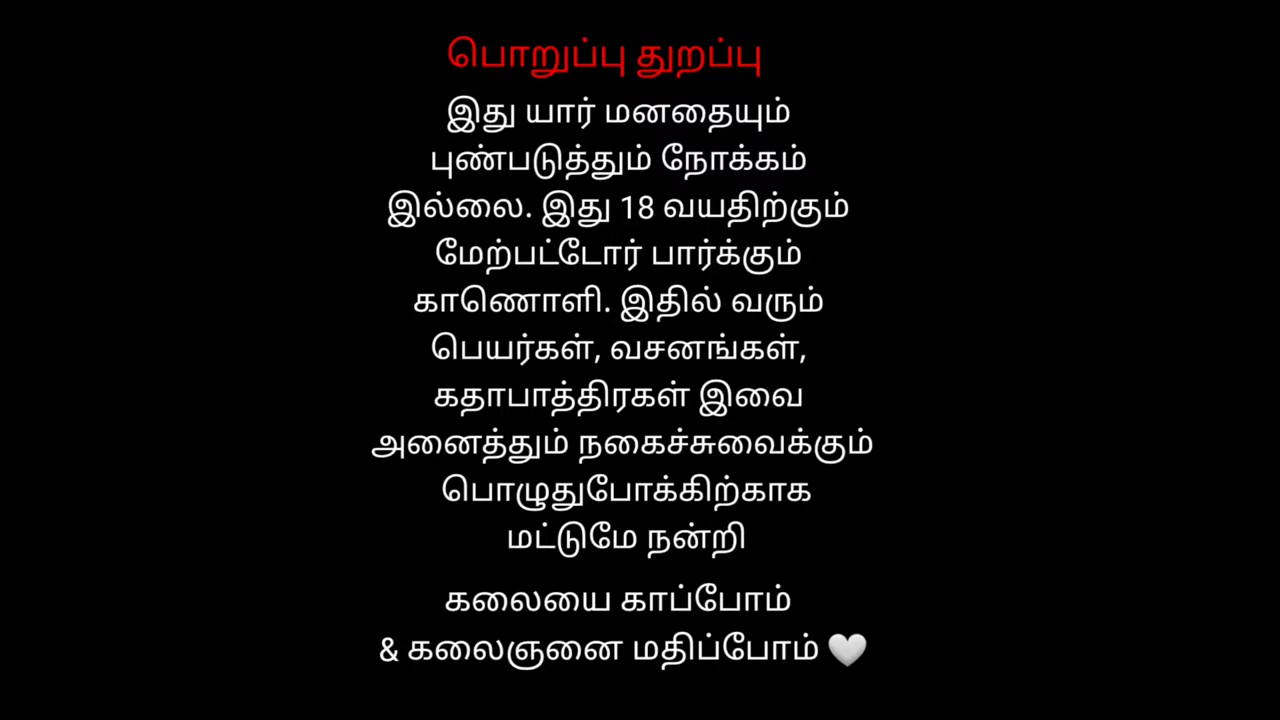 பொறுப்பு துறப்பு
இது யார் மனதையும்
புண்படுத்தும் நோக்கம்
இல்லை. இது 18 வயதிற்கும்
மேற்பட்டோர் பார்க்கும்
காணொளி. இதில் வரும்
பெயர்கள், வசனங்கள்,
கதாபாத்திரகள் இவை
அனைத்தும் நகைச்சுவைக்கும்
பொழுதுபோக்கிற்காக
மட்டுமே நன்றி
கலையை காப்போம்
& கலைஞனை மதிப்போம் 🤍